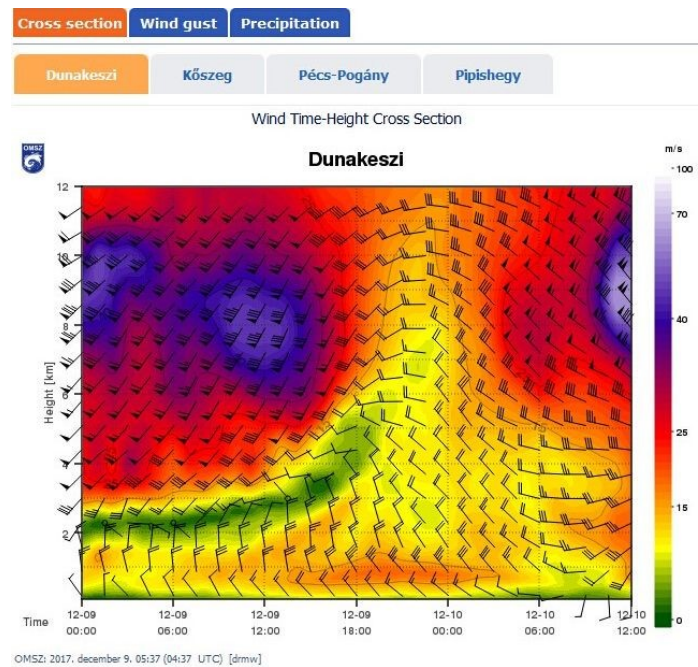 Cross section Wind gust Precipitation
Dunakeszi Kőszeg Pécs-Pogány Pipishegy
Wind Time-Height Cross Section
OMSZ
Dunakeszi
m/s
100
70
40
25
15
0
12
10
8
6
4
2
Height [km]
Time
12-09 12-09 12-09 12-09 12-10 12-10 12-10
00:00 06:00 12:00 18:00 00:00 06:00 12:00
OMSZ: 2017. december 9. 05:37 (04:37 UTC) [drmw]